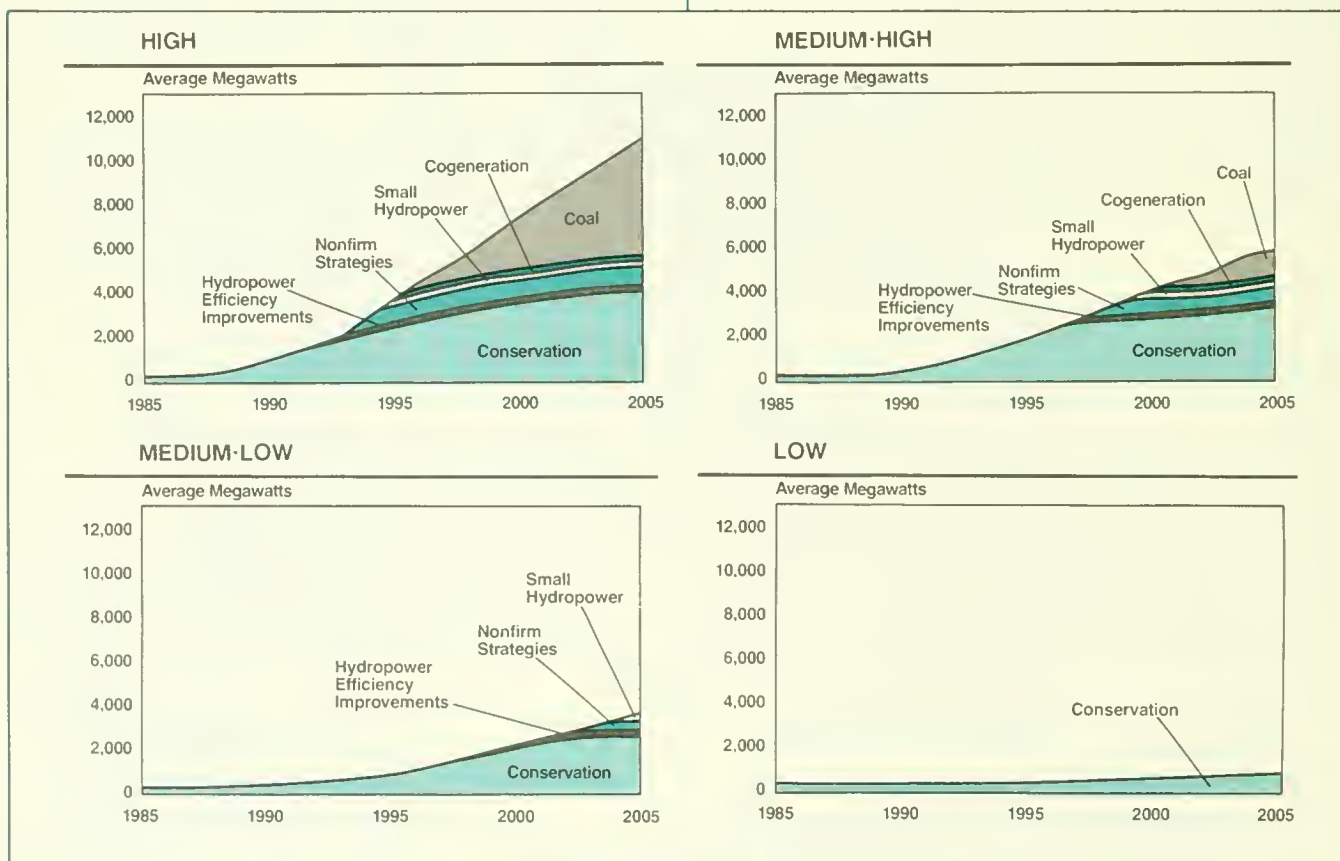 HIGH
Average Megawatts
12,000
10,000
8,000
6,000
4,000
2,000
0
Cogeneration
Small
Hydropower
Coal
Nonfirm
Strategies
Hydropower
Efficiency
Improvements
Conservation
1985 1990 1995 2000 2005
MEDIUM·HIGH
Average Megawatts
12,000
10,000
8,000
6,000
4,000
2,000
0
Coal
Cogeneration
Small
Hydropower
Nonfirm
Strategies
Hydropower
Efficiency
Improvements
Conservation
1985 1990 1995 2000 2005
MEDIUM·LOW
Average Megawatts
12,000
10,000
8,000
6,000
4,000
2,000
0
Small
Hydropower
Nonfirm
Strategies
Hydropower
Efficiency
Improvements
Conservation
1985 1990 1995 2000 2005
LOW
Average Megawatts
12,000
10,000
8,000
6,000
4,000
2,000
0
Conservation
1985 1990 1995 2000 2005